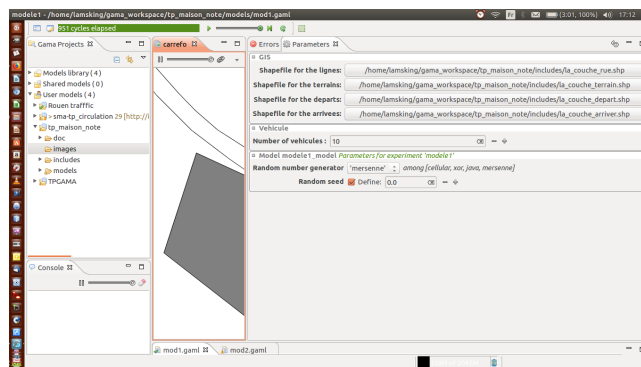 modele1 - /home/lamsking/gama_workspace/tp_maison_note/models/mod1.gaml
Fr
(3:01, 100%)
17:12
951 cycles elapsed
Gama Projects
Models library (4)
Shared models (0)
User models (4)
Rouen trafffic
> sma-tp_circulation 29 [http://
tp_maison_note
doc
images
includes
models
TPGAMA
Console
carrefo
Errors
Parameters
GIS
Shapefile for the lignes:
/home/lamsking/gama_workspace/tp_maison_note/includes/la_couche_rue.shp
Shapefile for the terrains:
/home/lamsking/gama_workspace/tp_maison_note/includes/la_couche_terrain.shp
Shapefile for the departs:
/home/lamsking/gama_workspace/tp_maison_note/includes/la_couche_depart.shp
Shapefile for the arrivees:
/home/lamsking/gama_workspace/tp_maison_note/includes/la_couche_arriver.shp
Vehicule
Number of vehicules :
10
Model modele1_model Parameters for experiment 'modele1'
Random number generator
'mersenne'
among [cellular, xor, java, mersenne]
Random seed
Define:
0.0
mod1.gaml
mod2.gaml